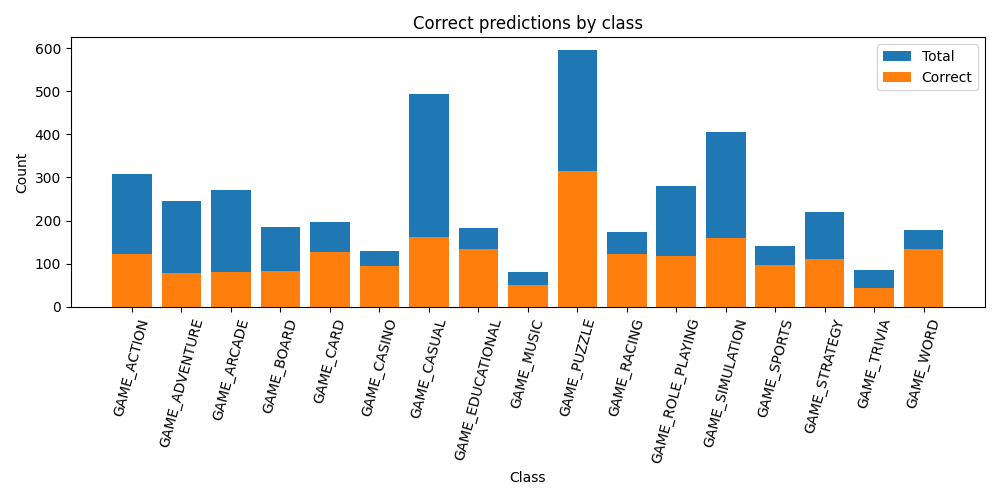 Correct predictions by class
Total
Correct
Count
600
500
400
300
200
100
0
GAME_ACTION
GAME_ADVENTURE
GAME_ARCADE
GAME_BOARD
GAME_CARD
GAME_CASINO
GAME_CASUAL
GAME_EDUCATIONAL
GAME_MUSIC
GAME_PUZZLE
GAME_RACING
GAME_ROLE_PLAYING
GAME_SIMULATION
GAME_SPORTS
GAME_STRATEGY
GAME_TRIVIA
GAME_WORD
Class